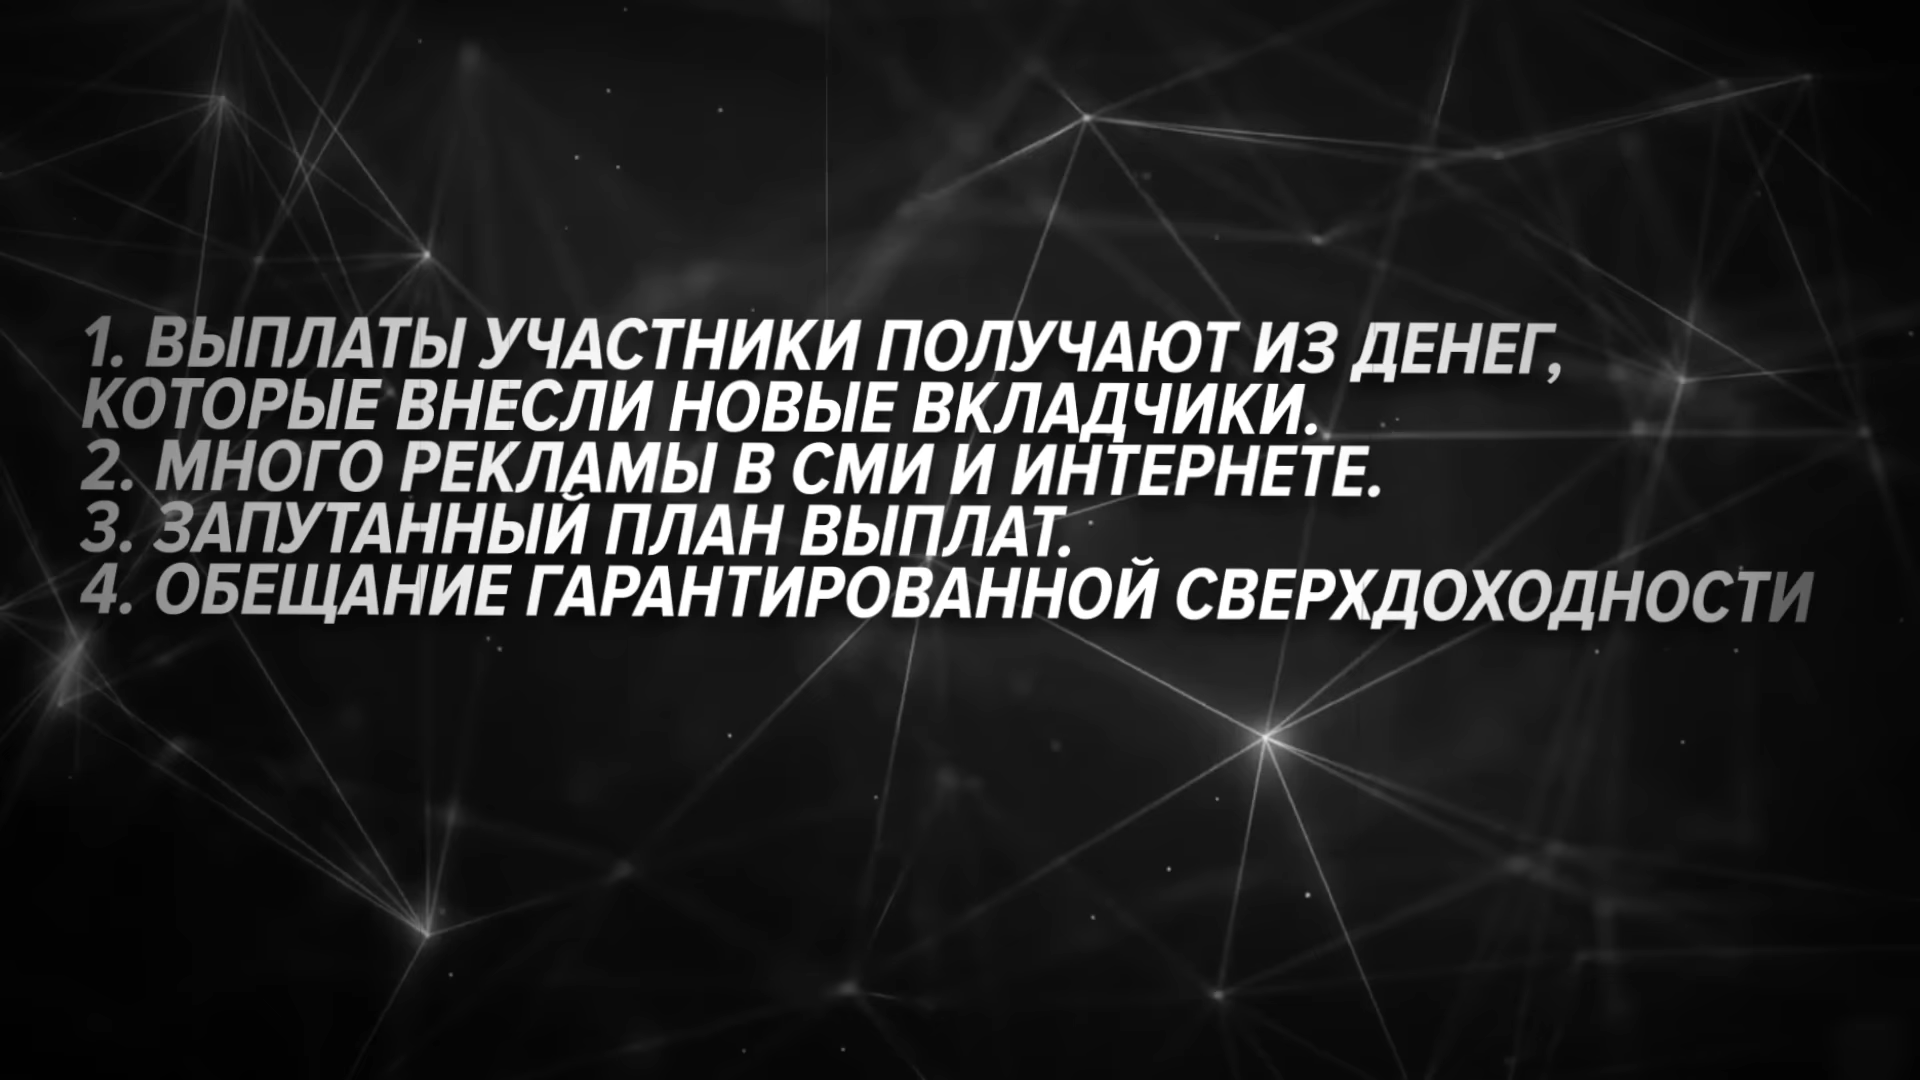 1. ВЫПЛАТЫ УЧАСТНИКИ ПОЛУЧАЮТ ИЗ ДЕНЕГ,
КОТОРЫЕ ВНЕСЛИ НОВЫЕ ВКЛАДЧИКИ.
2. МНОГО РЕКЛАМЫ В СМИ И ИНТЕРНЕТЕ.
3. ЗАПУТАННЫЙ ПЛАН ВЫПЛАТ.
4. ОБЕЩАНИЕ ГАРАНТИРОВАННОЙ СВЕРХДОХОДНОСТИ